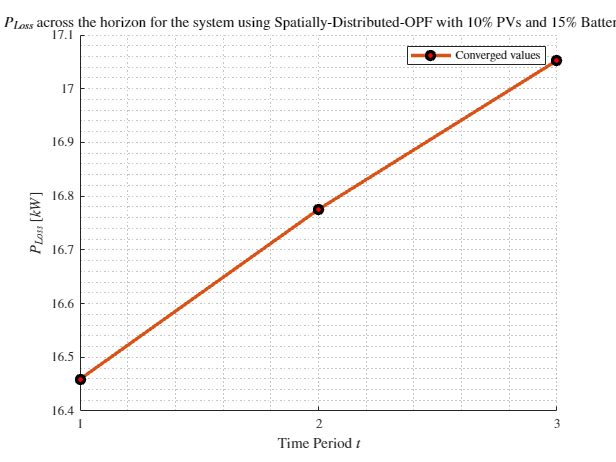 P_Loss across the horizon for the system using Spatially-Distributed-OPF with 10% PVs and 15% Batter
17.1
Converged values
17
16.9
16.8
16.7
16.6
16.5
16.4
P_Loss [kW]
1
2
3
Time Period t